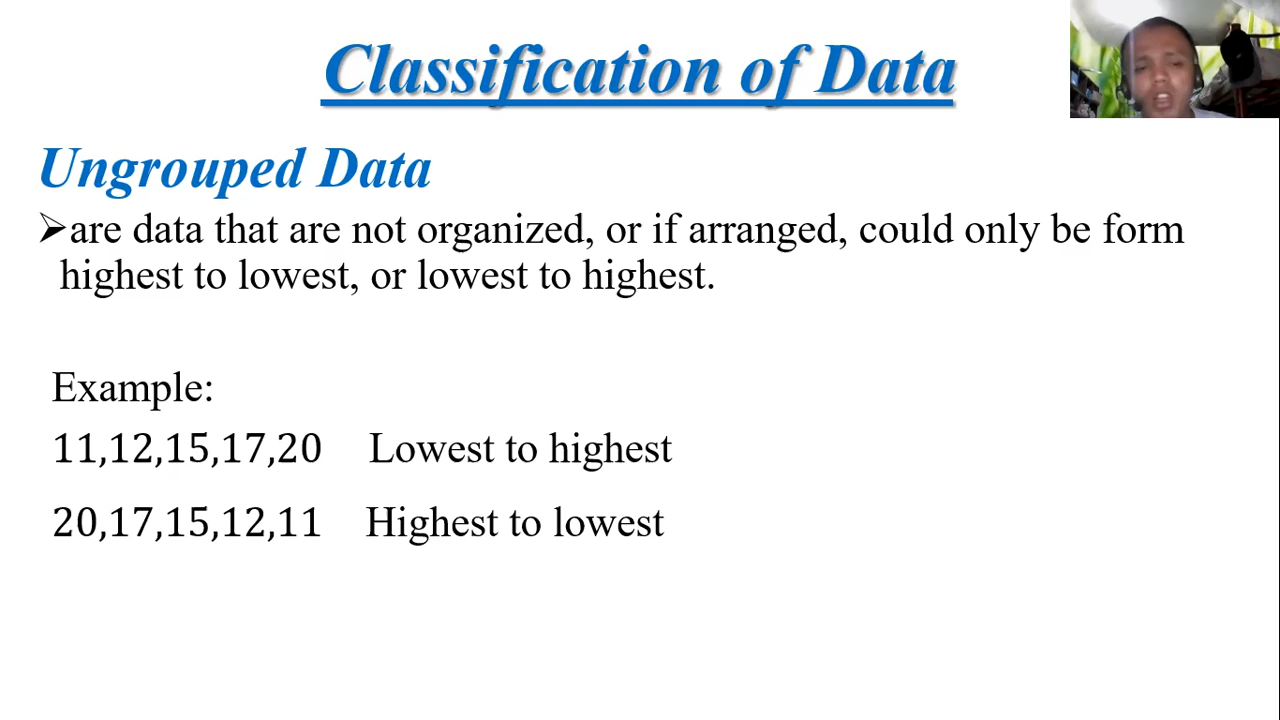 Classification of Data
Ungrouped Data
➢are data that are not organized, or if arranged, could only be form
highest to lowest, or lowest to highest.
Example:
11,12,15,17,20 Lowest to highest
20,17,15,12,11 Highest to lowest